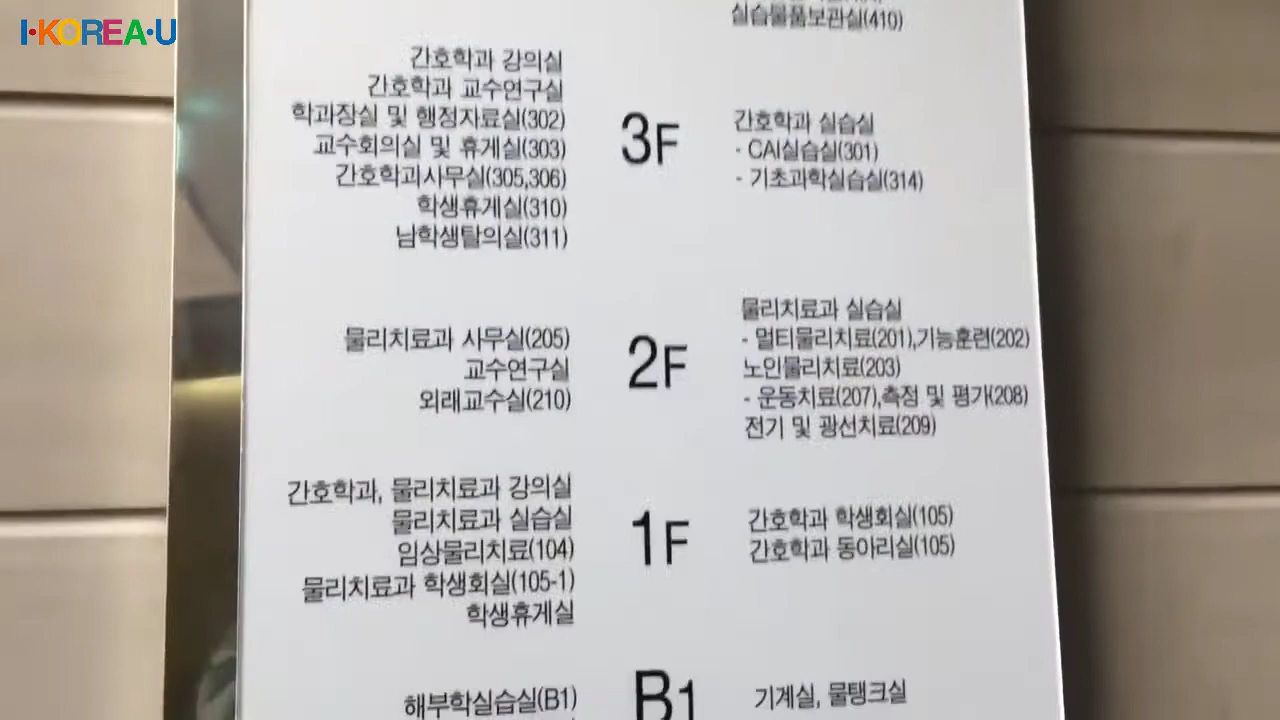 I·KOREA·U
실습물품보관실(410)
간호학과 강의실
간호학과 교수연구실
학과장실 및 행정자료실(302)
교수회의실 및 휴게실(303)
간호학과사무실(305,306)
학생휴게실(310)
남학생탈의실(311)
3F
간호학과 실습실
- CAI실습실(301)
- 기초과학실습실(314)
물리치료과 사무실(205)
교수연구실
외래교수실(210)
2F
물리치료과 실습실
- 멀티물리치료(201),기능훈련(202)
노인물리치료(203)
- 운동치료(207),측정 및 평가(208)
전기 및 광선치료(209)
간호학과, 물리치료과 강의실
물리치료과 실습실
임상물리치료(104)
물리치료과 학생회실(105-1)
학생휴게실
1F
간호학과 학생회실(105)
간호학과 동아리실(105)
해부학실습실(B1)
B1
기계실, 물탱크실